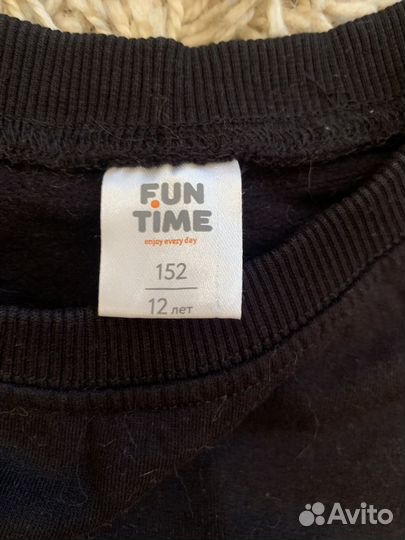 FUN
TIME
enjoy every day
152
12 лет
Avito